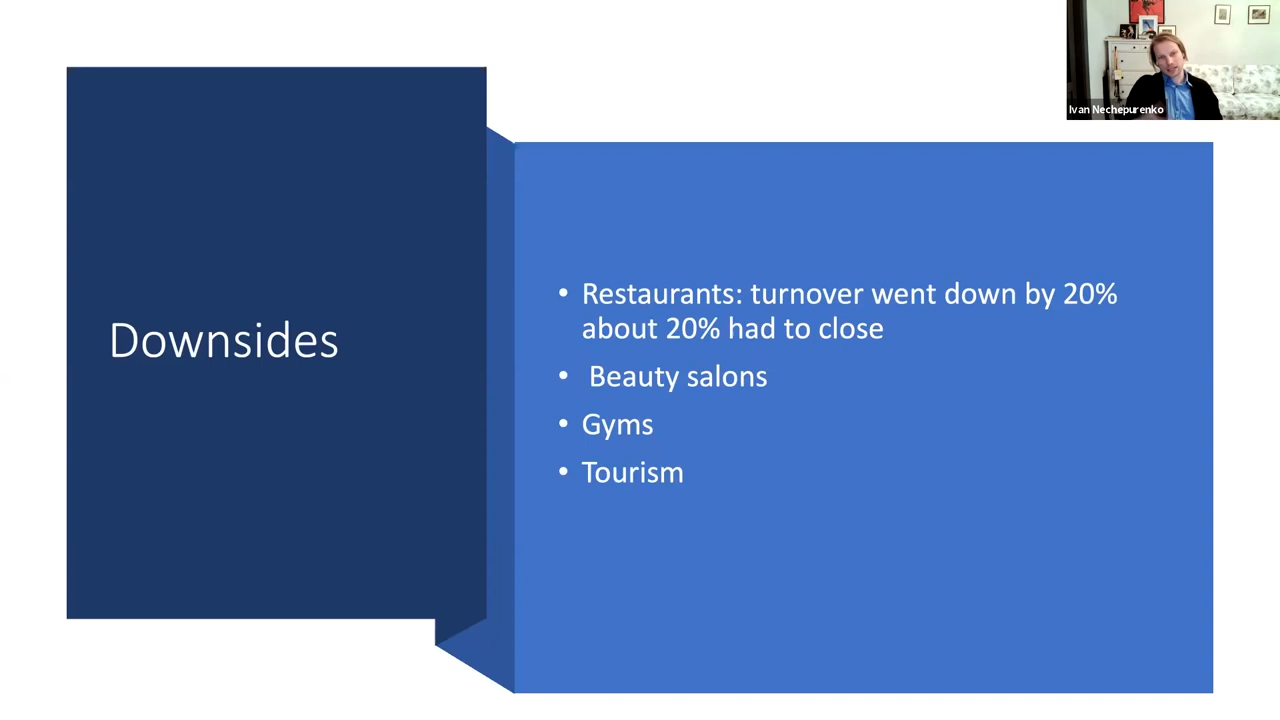 Ivan Nechepurenko
Downsides
• Restaurants: turnover went down by 20%
about 20% had to close
• Beauty salons
• Gyms
• Tourism